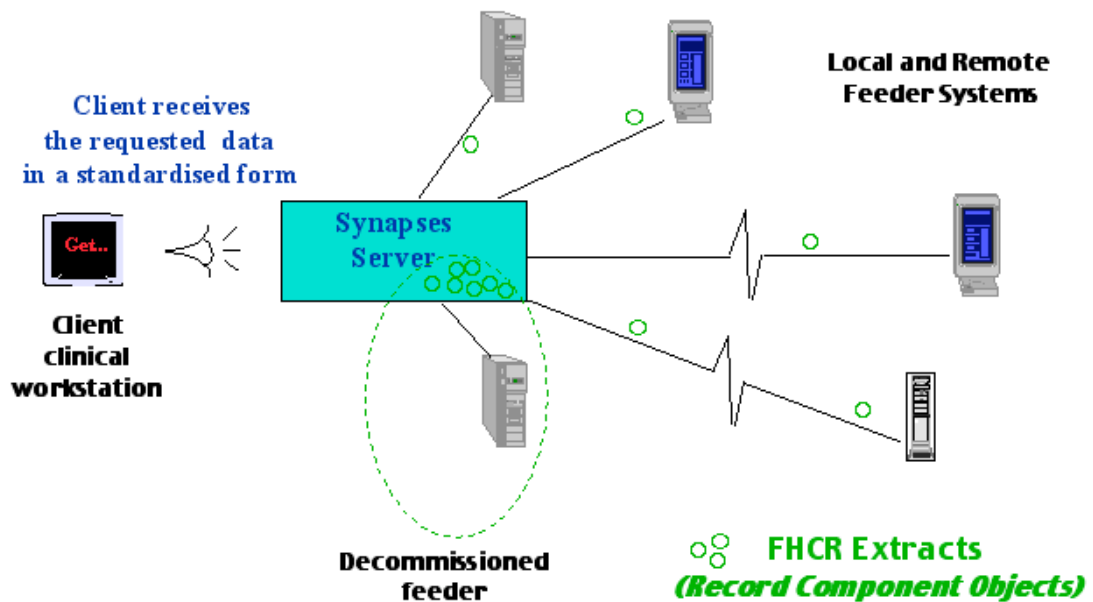 Local and Remote
Feeder Systems
Client receives
the requested data
in a standardised form
Synapses
Server
Get..
Client
clinical
workstation
Decommissioned
feeder
FHCR Extracts
(Record Component Objects)